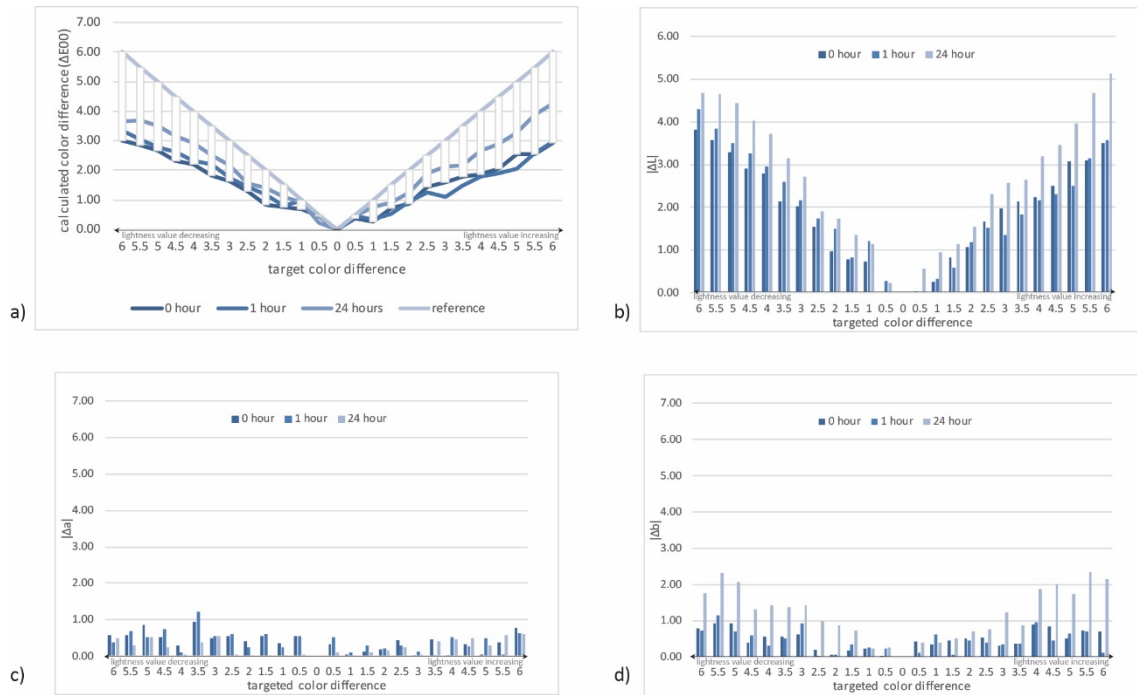 7.00
6.00
5.00
4.00
3.00
2.00
1.00
0.00
calculated color difference (ΔE00)
lightness value decreasing
lightness value increasing
6 5.5 5 4.5 4 3.5 3 2.5 2 1.5 1 0.5 0 0.5 1 1.5 2 2.5 3 3.5 4 4.5 5 5.5 6
target color difference
0 hour 1 hour 24 hours reference
a)
6.00
5.00
4.00
3.00
2.00
1.00
0.00
|ΔL|
0 hour 1 hour 24 hour
lightness value decreasing
lightness value increasing
6 5.5 5 4.5 4 3.5 3 2.5 2 1.5 1 0.5 0 0.5 1 1.5 2 2.5 3 3.5 4 4.5 5 5.5 6
targeted color difference
b)
7.00
6.00
5.00
4.00
3.00
2.00
1.00
0.00
|Δa|
0 hour 1 hour 24 hour
lightness value decreasing
lightness value increasing
6 5.5 5 4.5 4 3.5 3 2.5 2 1.5 1 0.5 0 0.5 1 1.5 2 2.5 3 3.5 4 4.5 5 5.5 6
targeted color difference
c)
7.00
6.00
5.00
4.00
3.00
2.00
1.00
0.00
|Δb|
0 hour 1 hour 24 hour
lightness value decreasing
lightness value increasing
6 5.5 5 4.5 4 3.5 3 2.5 2 1.5 1 0.5 0 0.5 1 1.5 2 2.5 3 3.5 4 4.5 5 5.5 6
targeted color difference
d)